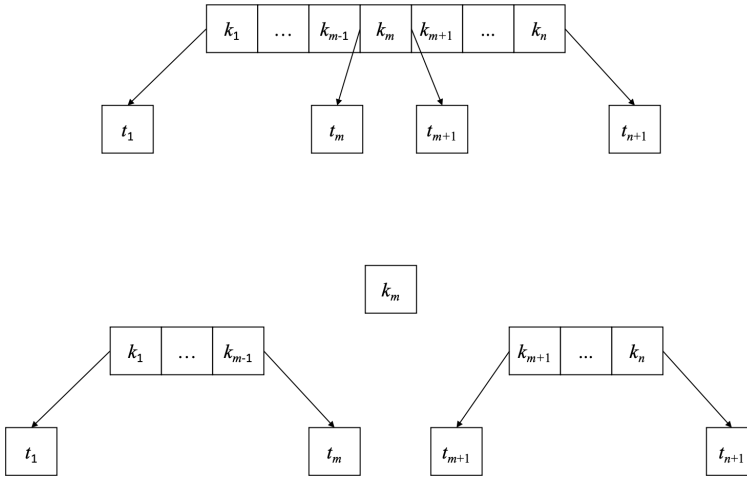 k₁ … kₘ₋₁ kₘ kₘ₊₁ ... kₙ
t₁ tₘ tₘ₊₁ tₙ₊₁
kₘ
k₁ … kₘ₋₁ kₘ₊₁ ... kₙ
t₁ tₘ tₘ₊₁ tₙ₊₁